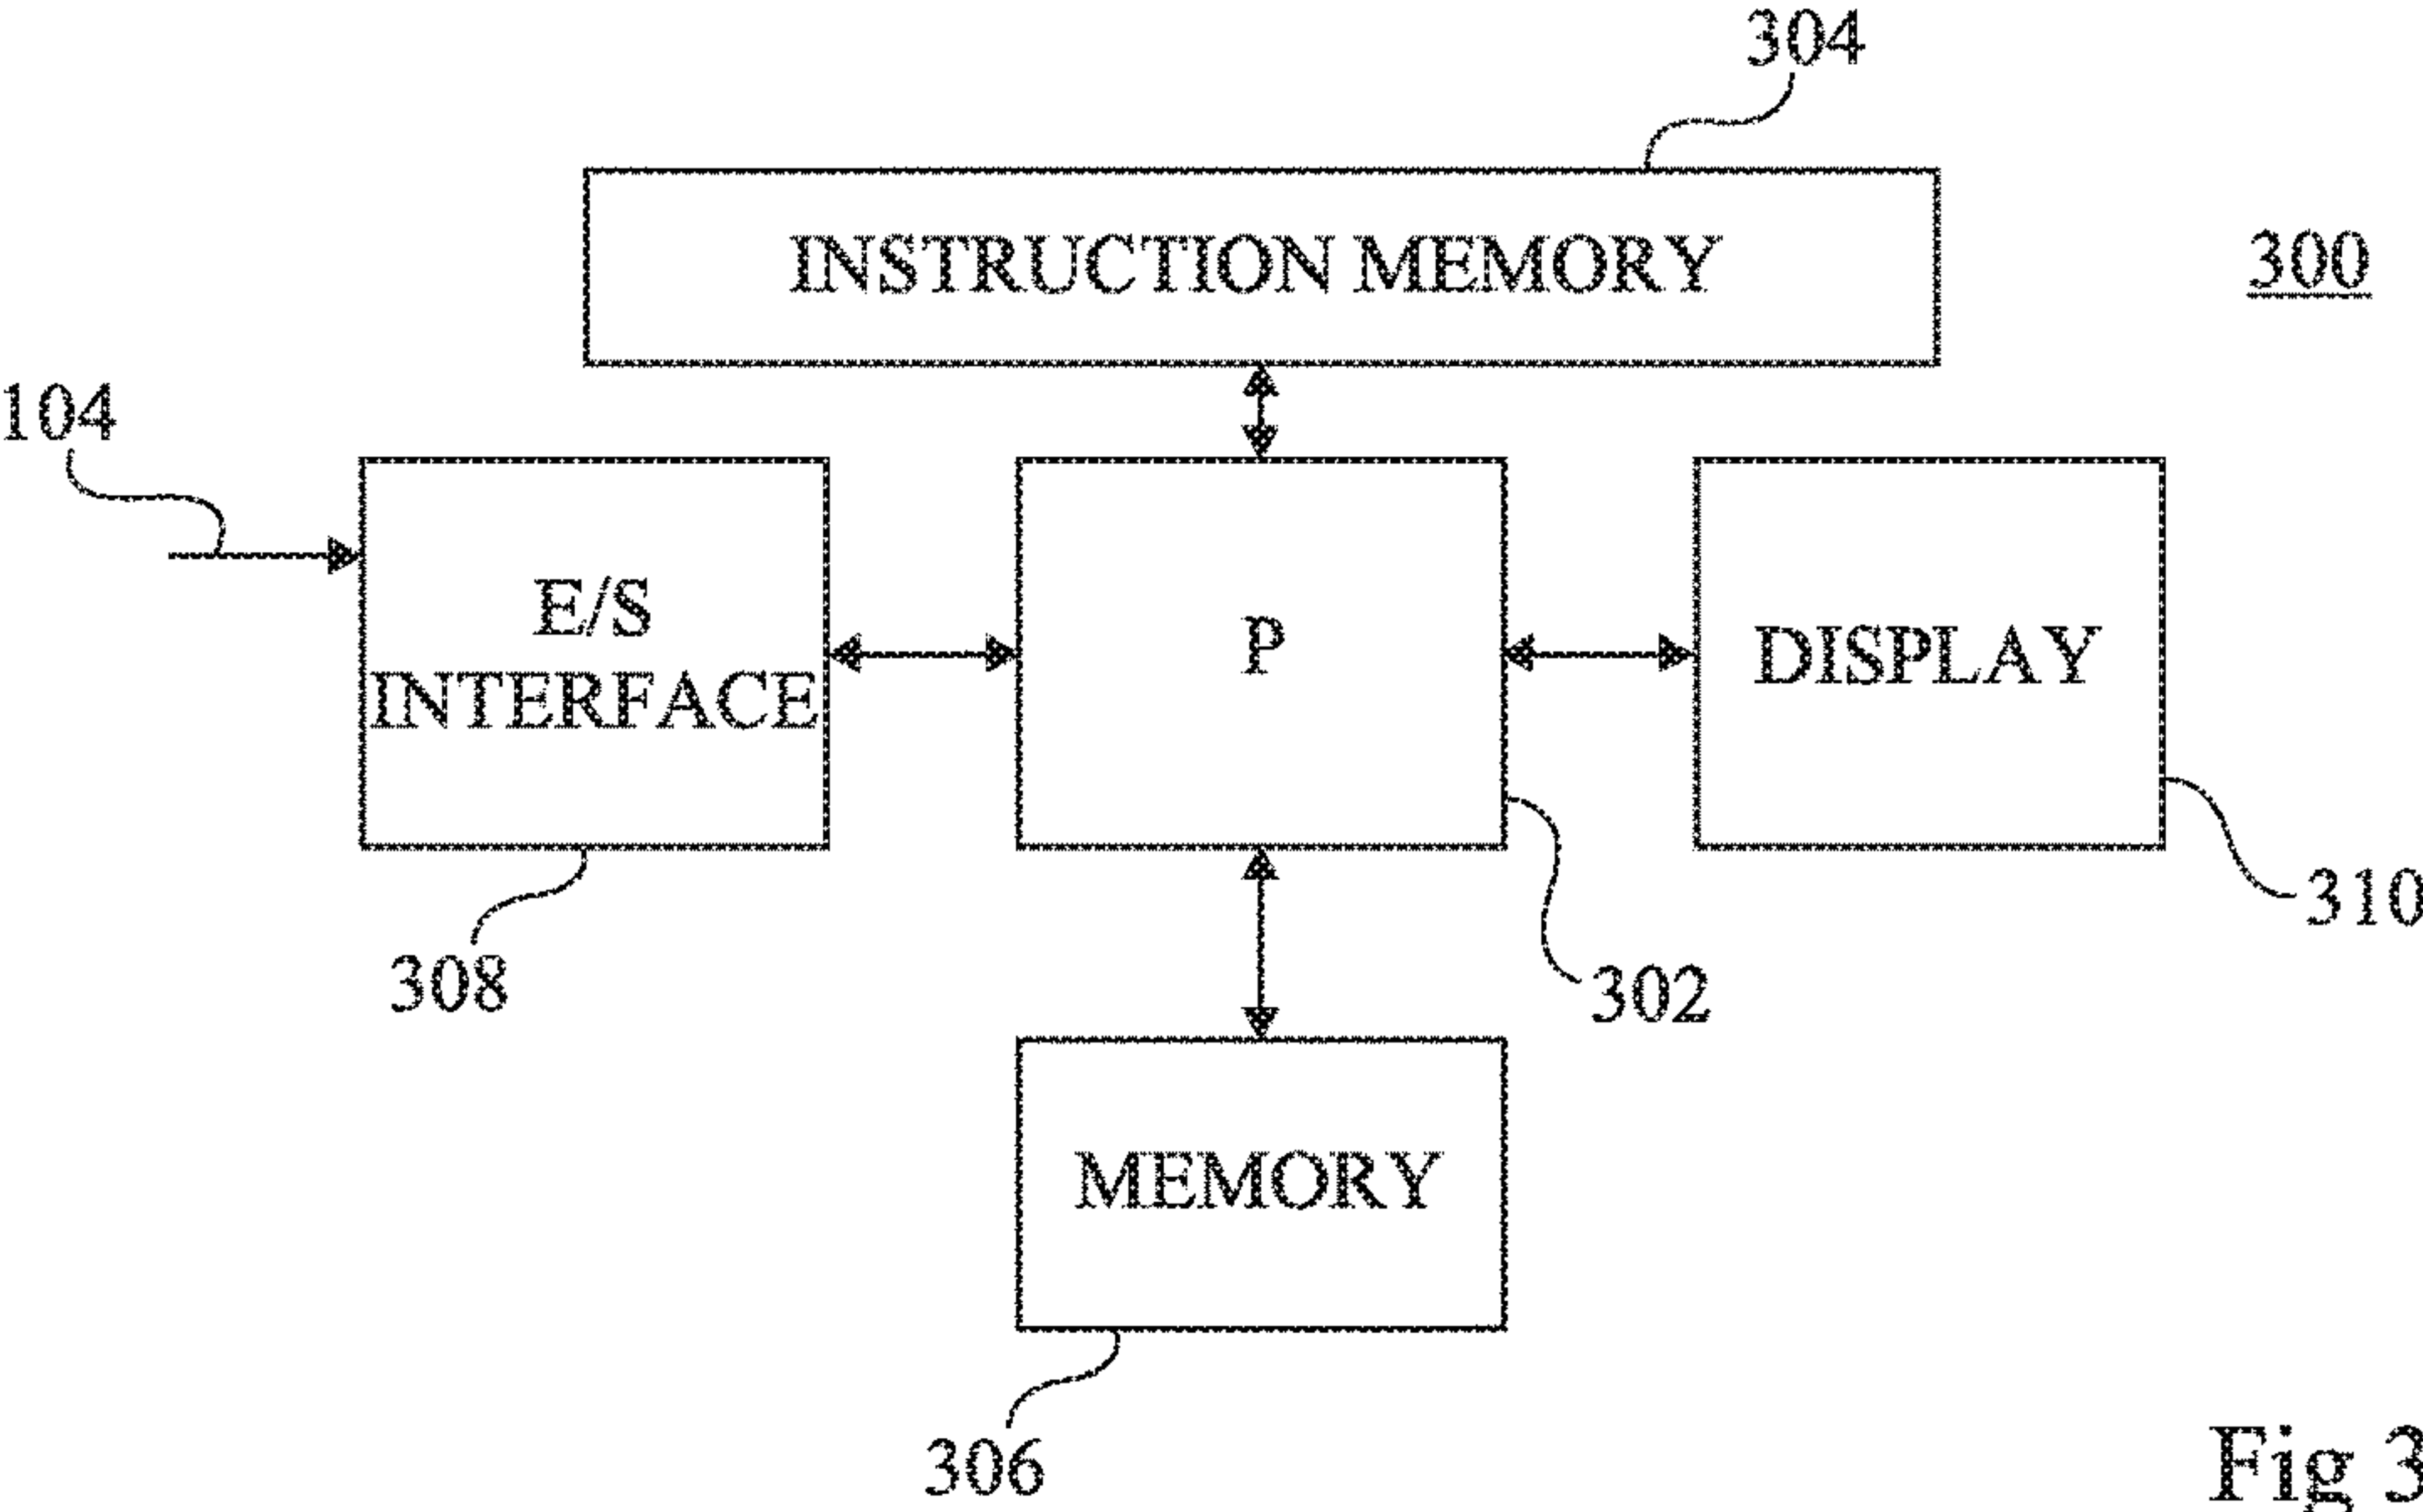 304
INSTRUCTION MEMORY
300
104
E/S
INTERFACE
P
DISPLAY
308
302
310
MEMORY
306
Fig 3